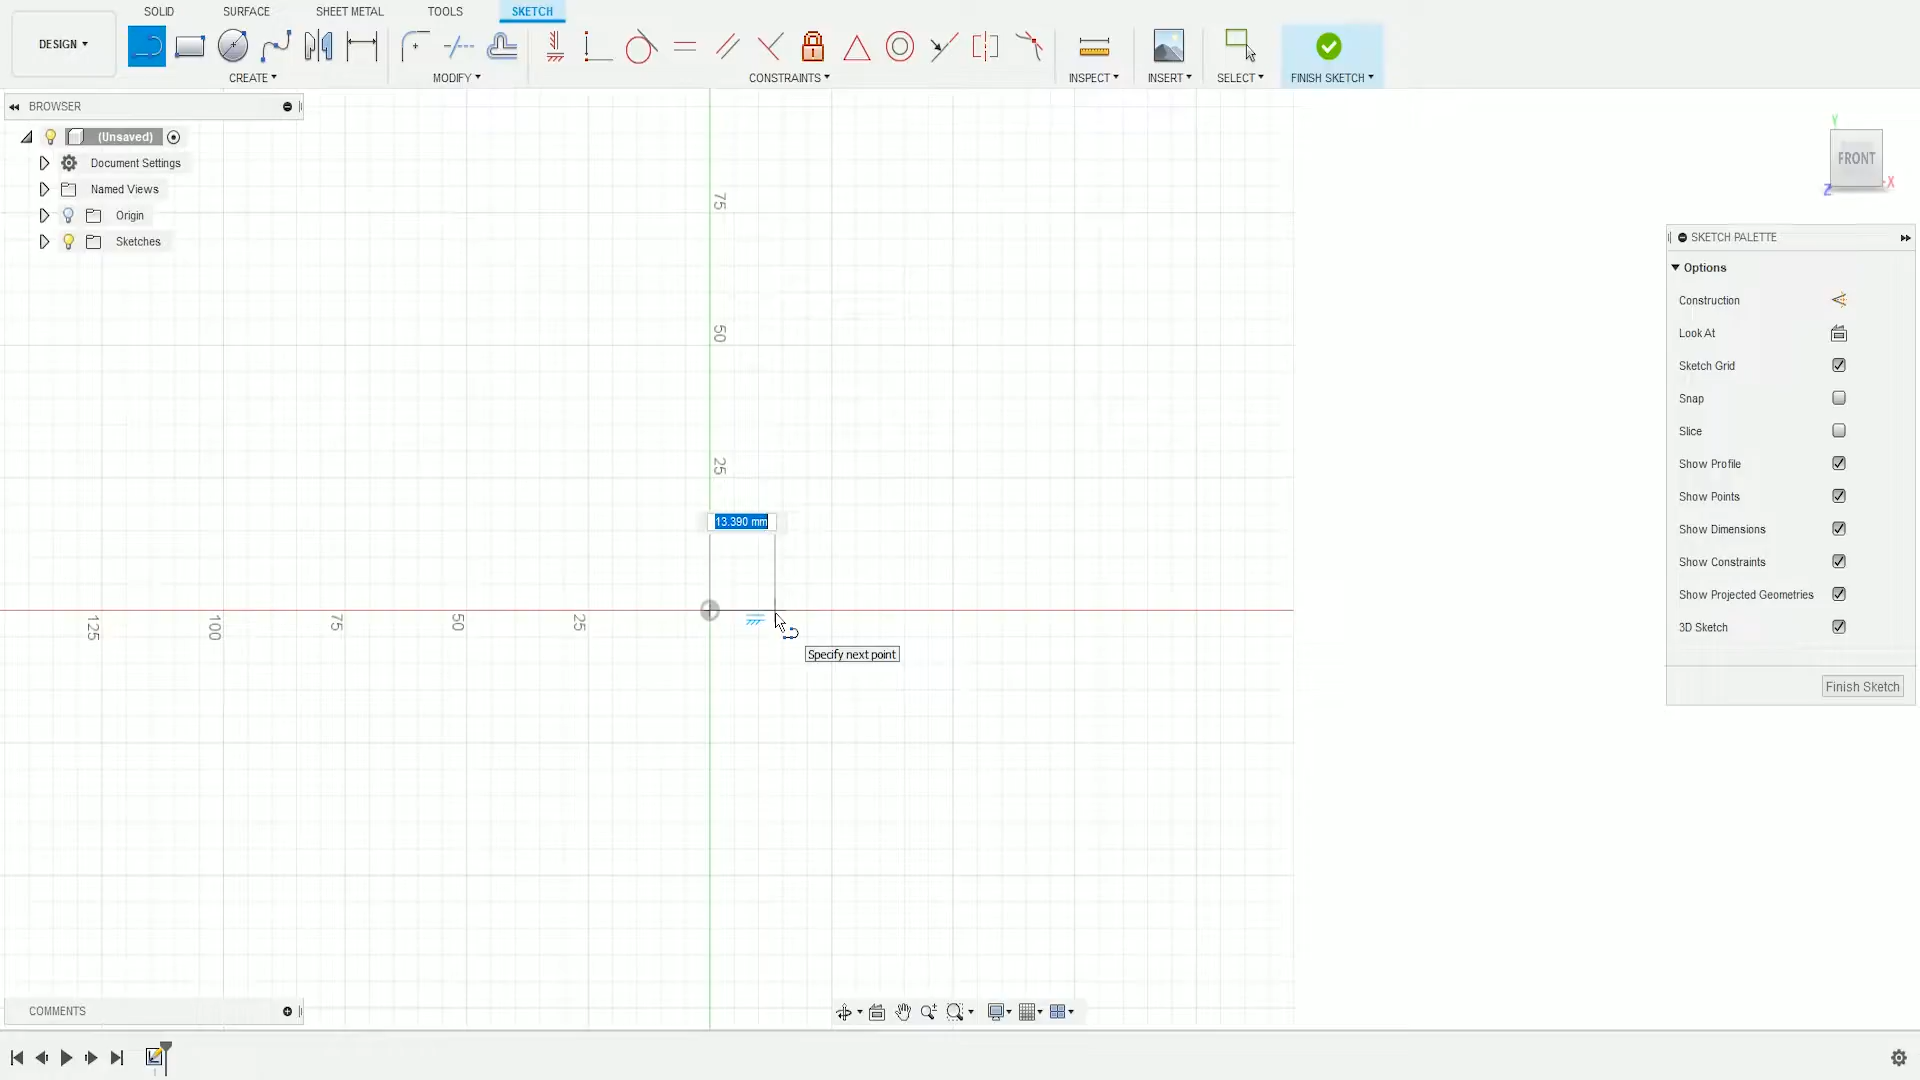 SOLID SURFACE SHEET METAL TOOLS SKETCH
DESIGN
CREATE MODIFY CONSTRAINTS INSPECT INSERT SELECT FINISH SKETCH
BROWSER
(Unsaved)
Document Settings
Named Views
Origin
Sketches
Y
FRONT
X
Z
SKETCH PALETTE
Options
Construction
Look At
Sketch Grid
Snap
Slice
Show Profile
Show Points
Show Dimensions
Show Constraints
Show Projected Geometries
3D Sketch
Finish Sketch
75
50
25
13.390 mm
125 100 75 50 25
Specify next point
COMMENTS